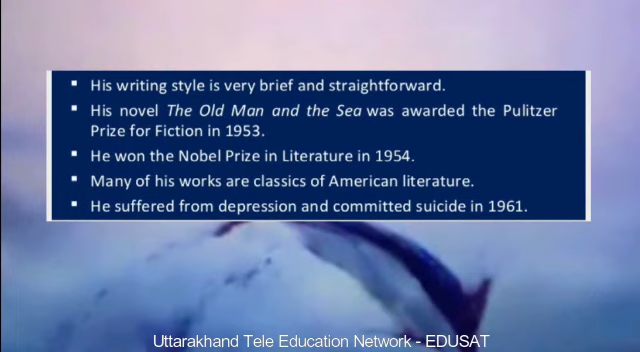 ▪ His writing style is very brief and straightforward.
▪ His novel The Old Man and the Sea was awarded the Pulitzer
Prize for Fiction in 1953.
▪ He won the Nobel Prize in Literature in 1954.
▪ Many of his works are classics of American literature.
▪ He suffered from depression and committed suicide in 1961.
Uttarakhand Tele Education Network - EDUSAT